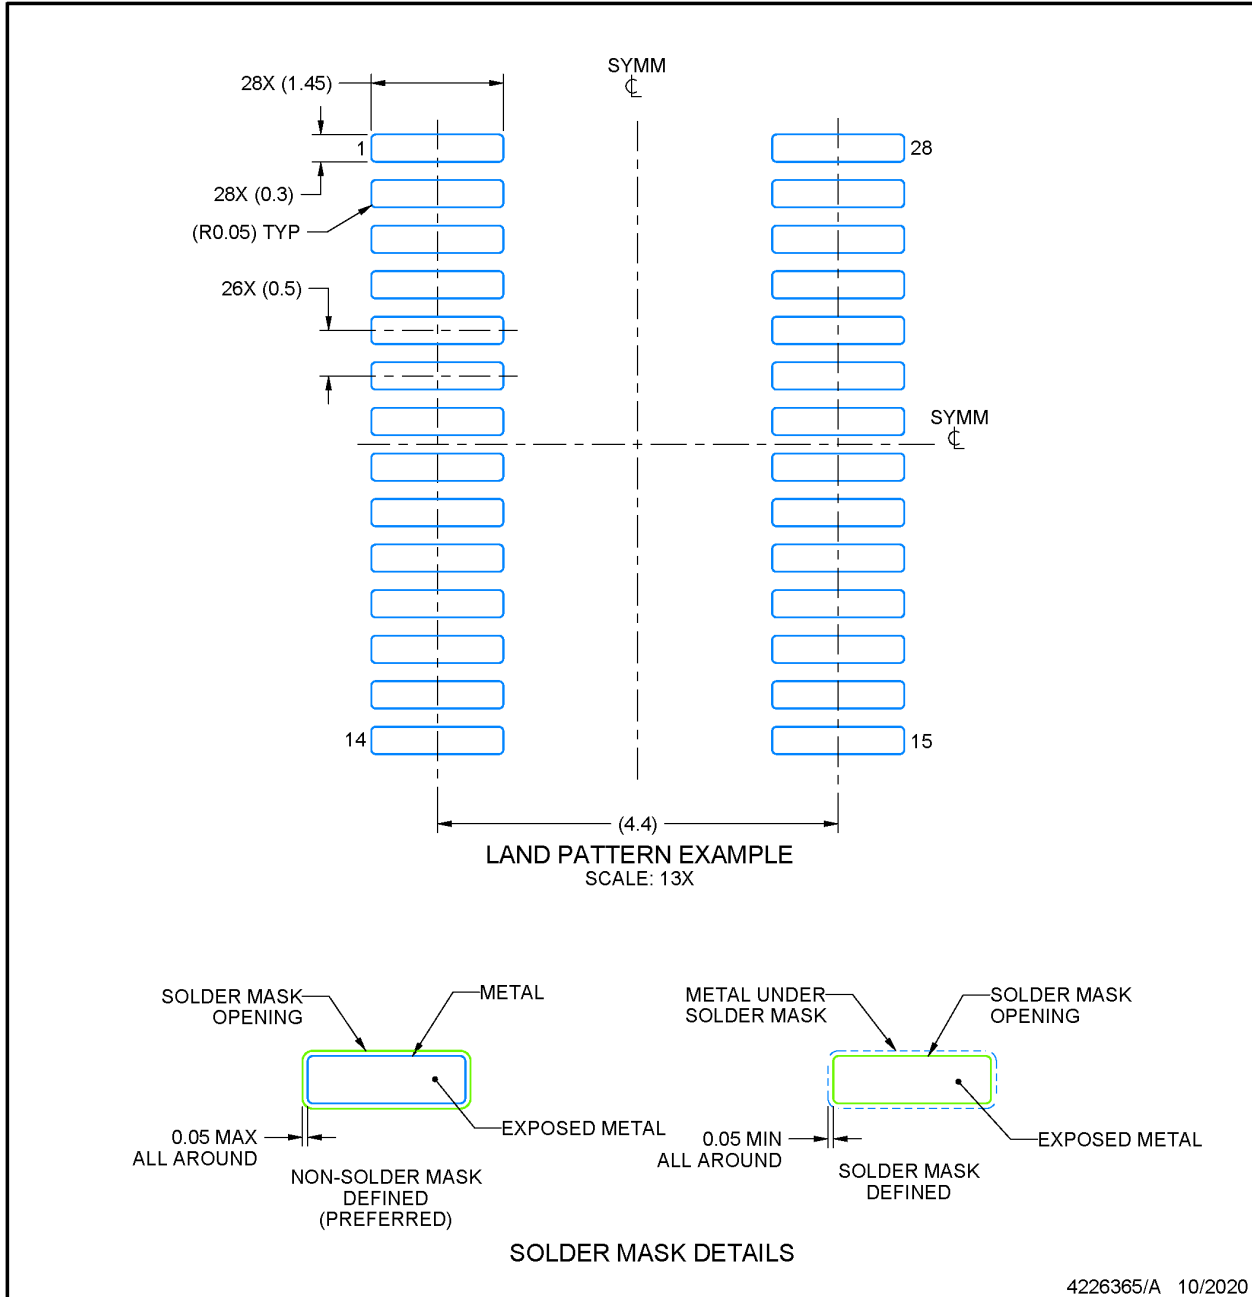 SYMM
℄
28X (1.45)
1
28
28X (0.3)
(R0.05) TYP
26X (0.5)
SYMM
℄
14
15
(4.4)
LAND PATTERN EXAMPLE
SCALE: 13X
SOLDER MASK
OPENING
METAL
EXPOSED METAL
0.05 MAX
ALL AROUND
NON-SOLDER MASK
DEFINED
(PREFERRED)
METAL UNDER
SOLDER MASK
SOLDER MASK
OPENING
EXPOSED METAL
0.05 MIN
ALL AROUND
SOLDER MASK
DEFINED
SOLDER MASK DETAILS
4226365/A 10/2020